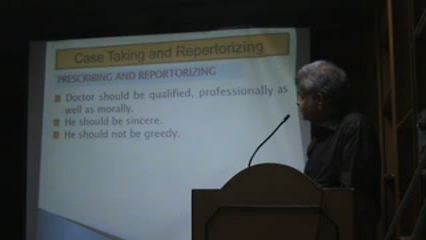 Case Taking and Repertorizing
PRESCRIBING AND REPORTORIZING
Doctor should be qualified, professionally as
well as morally.
He should be sincere.
He should not be greedy.